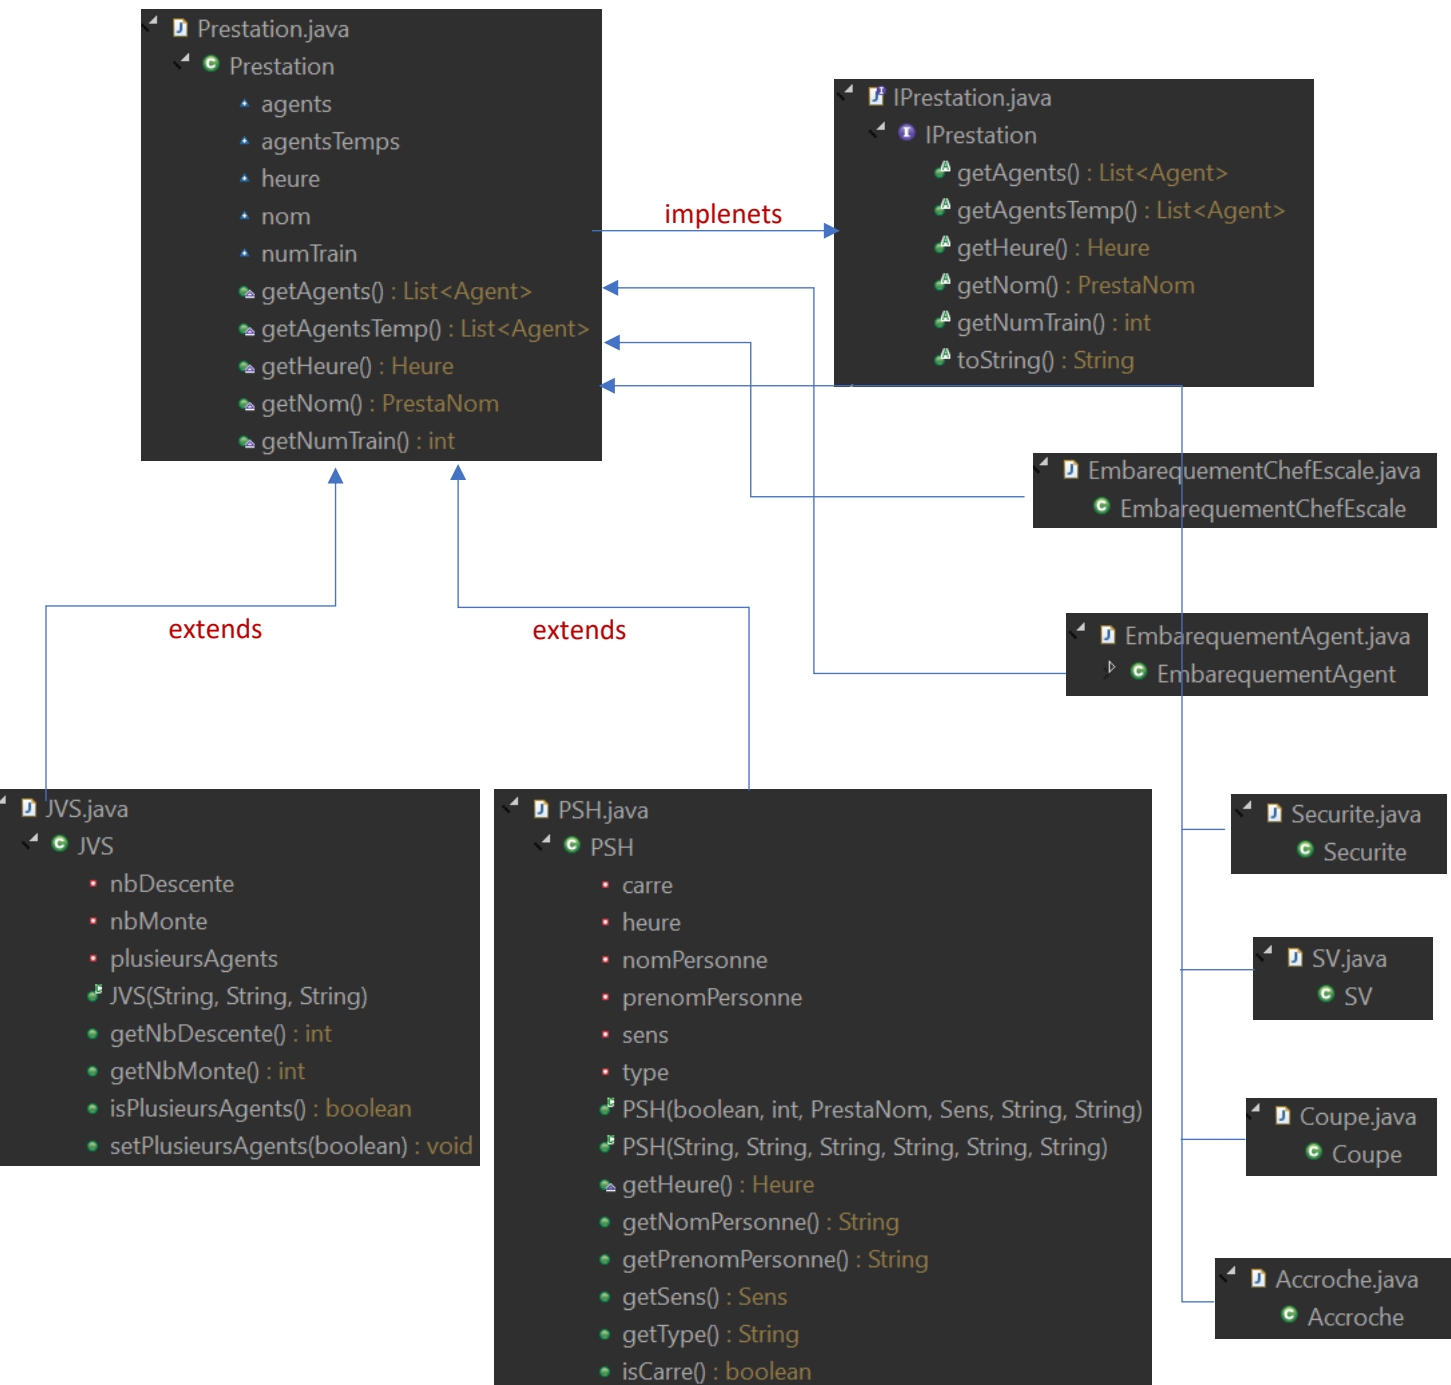 Prestation.java
Prestation
agents
agentsTemps
heure
nom
numTrain
getAgents() : List<Agent>
getAgentsTemp() : List<Agent>
getHeure() : Heure
getNom() : PrestaNom
getNumTrain() : int
implenets
IPrestation.java
IPrestation
getAgents() : List<Agent>
getAgentsTemp() : List<Agent>
getHeure() : Heure
getNom() : PrestaNom
getNumTrain() : int
toString() : String
EmbarequementChefEscale.java
EmbarequementChefEscale
extends
extends
EmbarequementAgent.java
EmbarequementAgent
JVS.java
JVS
nbDescente
nbMonte
plusieursAgents
JVS(String, String, String)
getNbDescente() : int
getNbMonte() : int
isPlusieursAgents() : boolean
setPlusieursAgents(boolean) : void
PSH.java
PSH
carre
heure
nomPersonne
prenomPersonne
sens
type
PSH(boolean, int, PrestaNom, Sens, String, String)
PSH(String, String, String, String, String, String)
getHeure() : Heure
getNomPersonne() : String
getPrenomPersonne() : String
getSens() : Sens
getType() : String
isCarre() : boolean
Securite.java
Securite
SV.java
SV
Coupe.java
Coupe
Accroche.java
Accroche